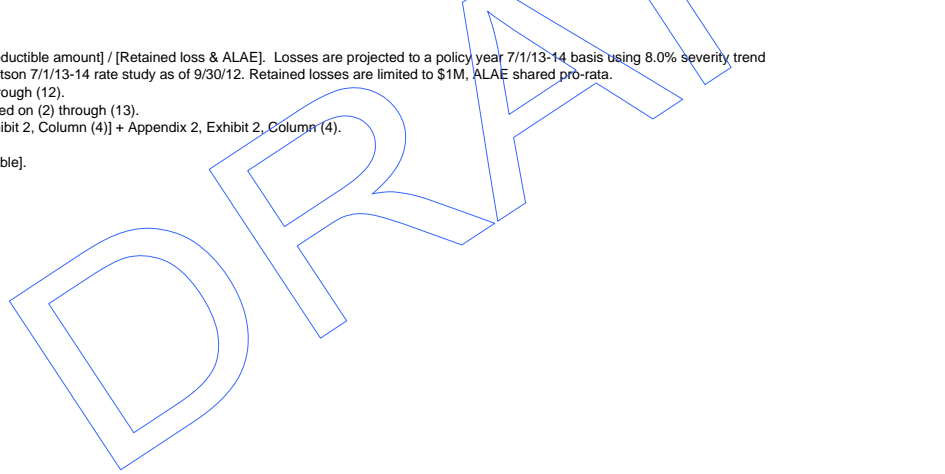 eductible amount] / [Retained loss & ALAE].  Losses are projected to a policy year 7/1/13-14 basis using 8.0% severity trend
tson 7/1/13-14 rate study as of 9/30/12. Retained losses are limited to $1M, ALAE shared pro-rata.
rough (12).
ed on (2) through (13).
ibit 2, Column (4)] + Appendix 2, Exhibit 2, Column (4).
ble].
DRA